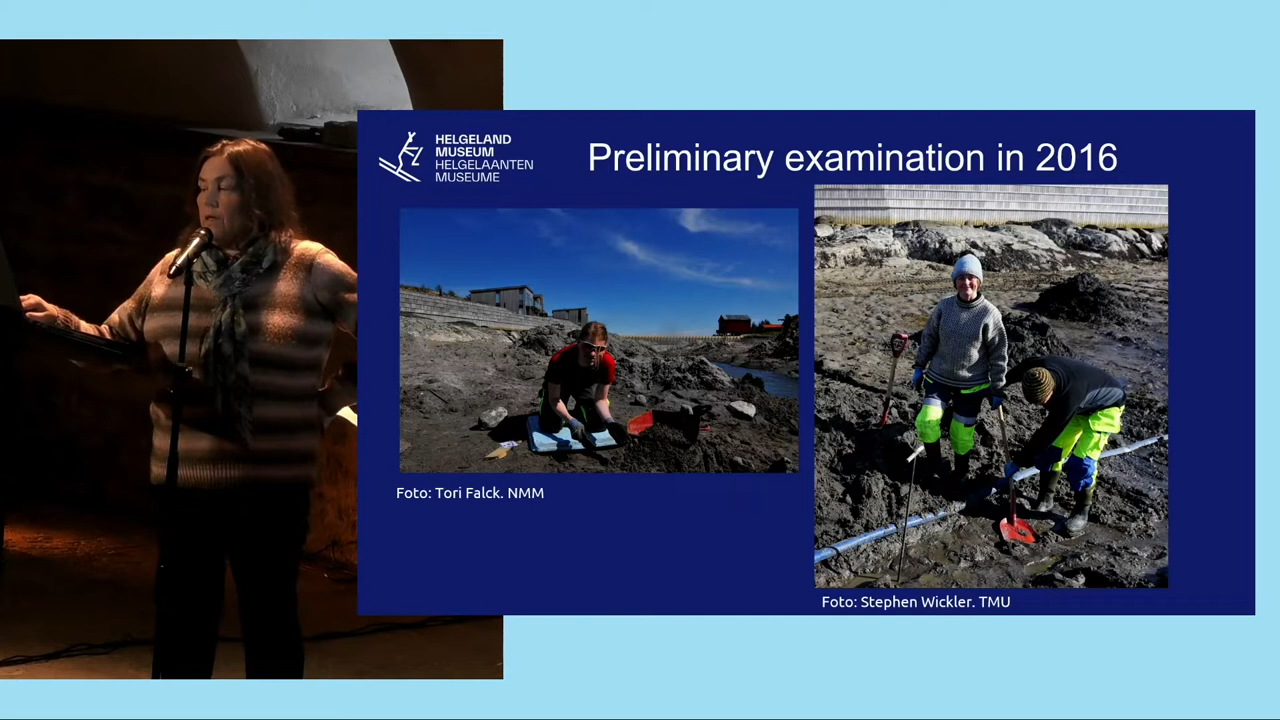 HELGELAND
MUSEUM
HELGELAANTEN
MUSEUME
Preliminary examination in 2016
Foto: Tori Falck. NMM
Foto: Stephen Wickler. TMU